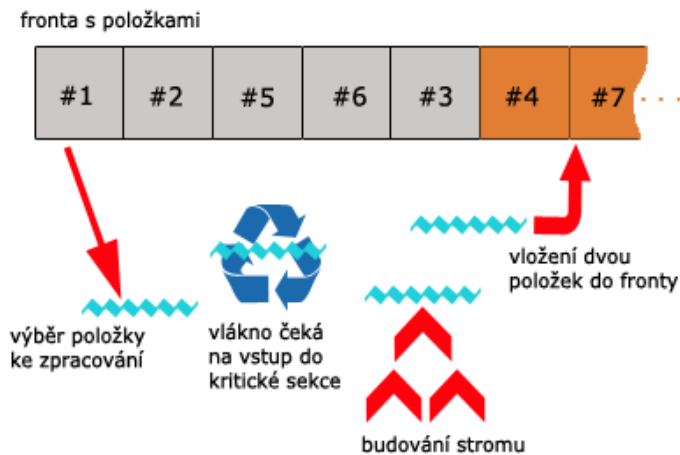 fronta s položkami
#1 #2 #5 #6 #3 #4 #7
vložení dvou
položek do fronty
výběr položky
ke zpracování
vlákno čeká
na vstup do
kritické sekce
budování stromu